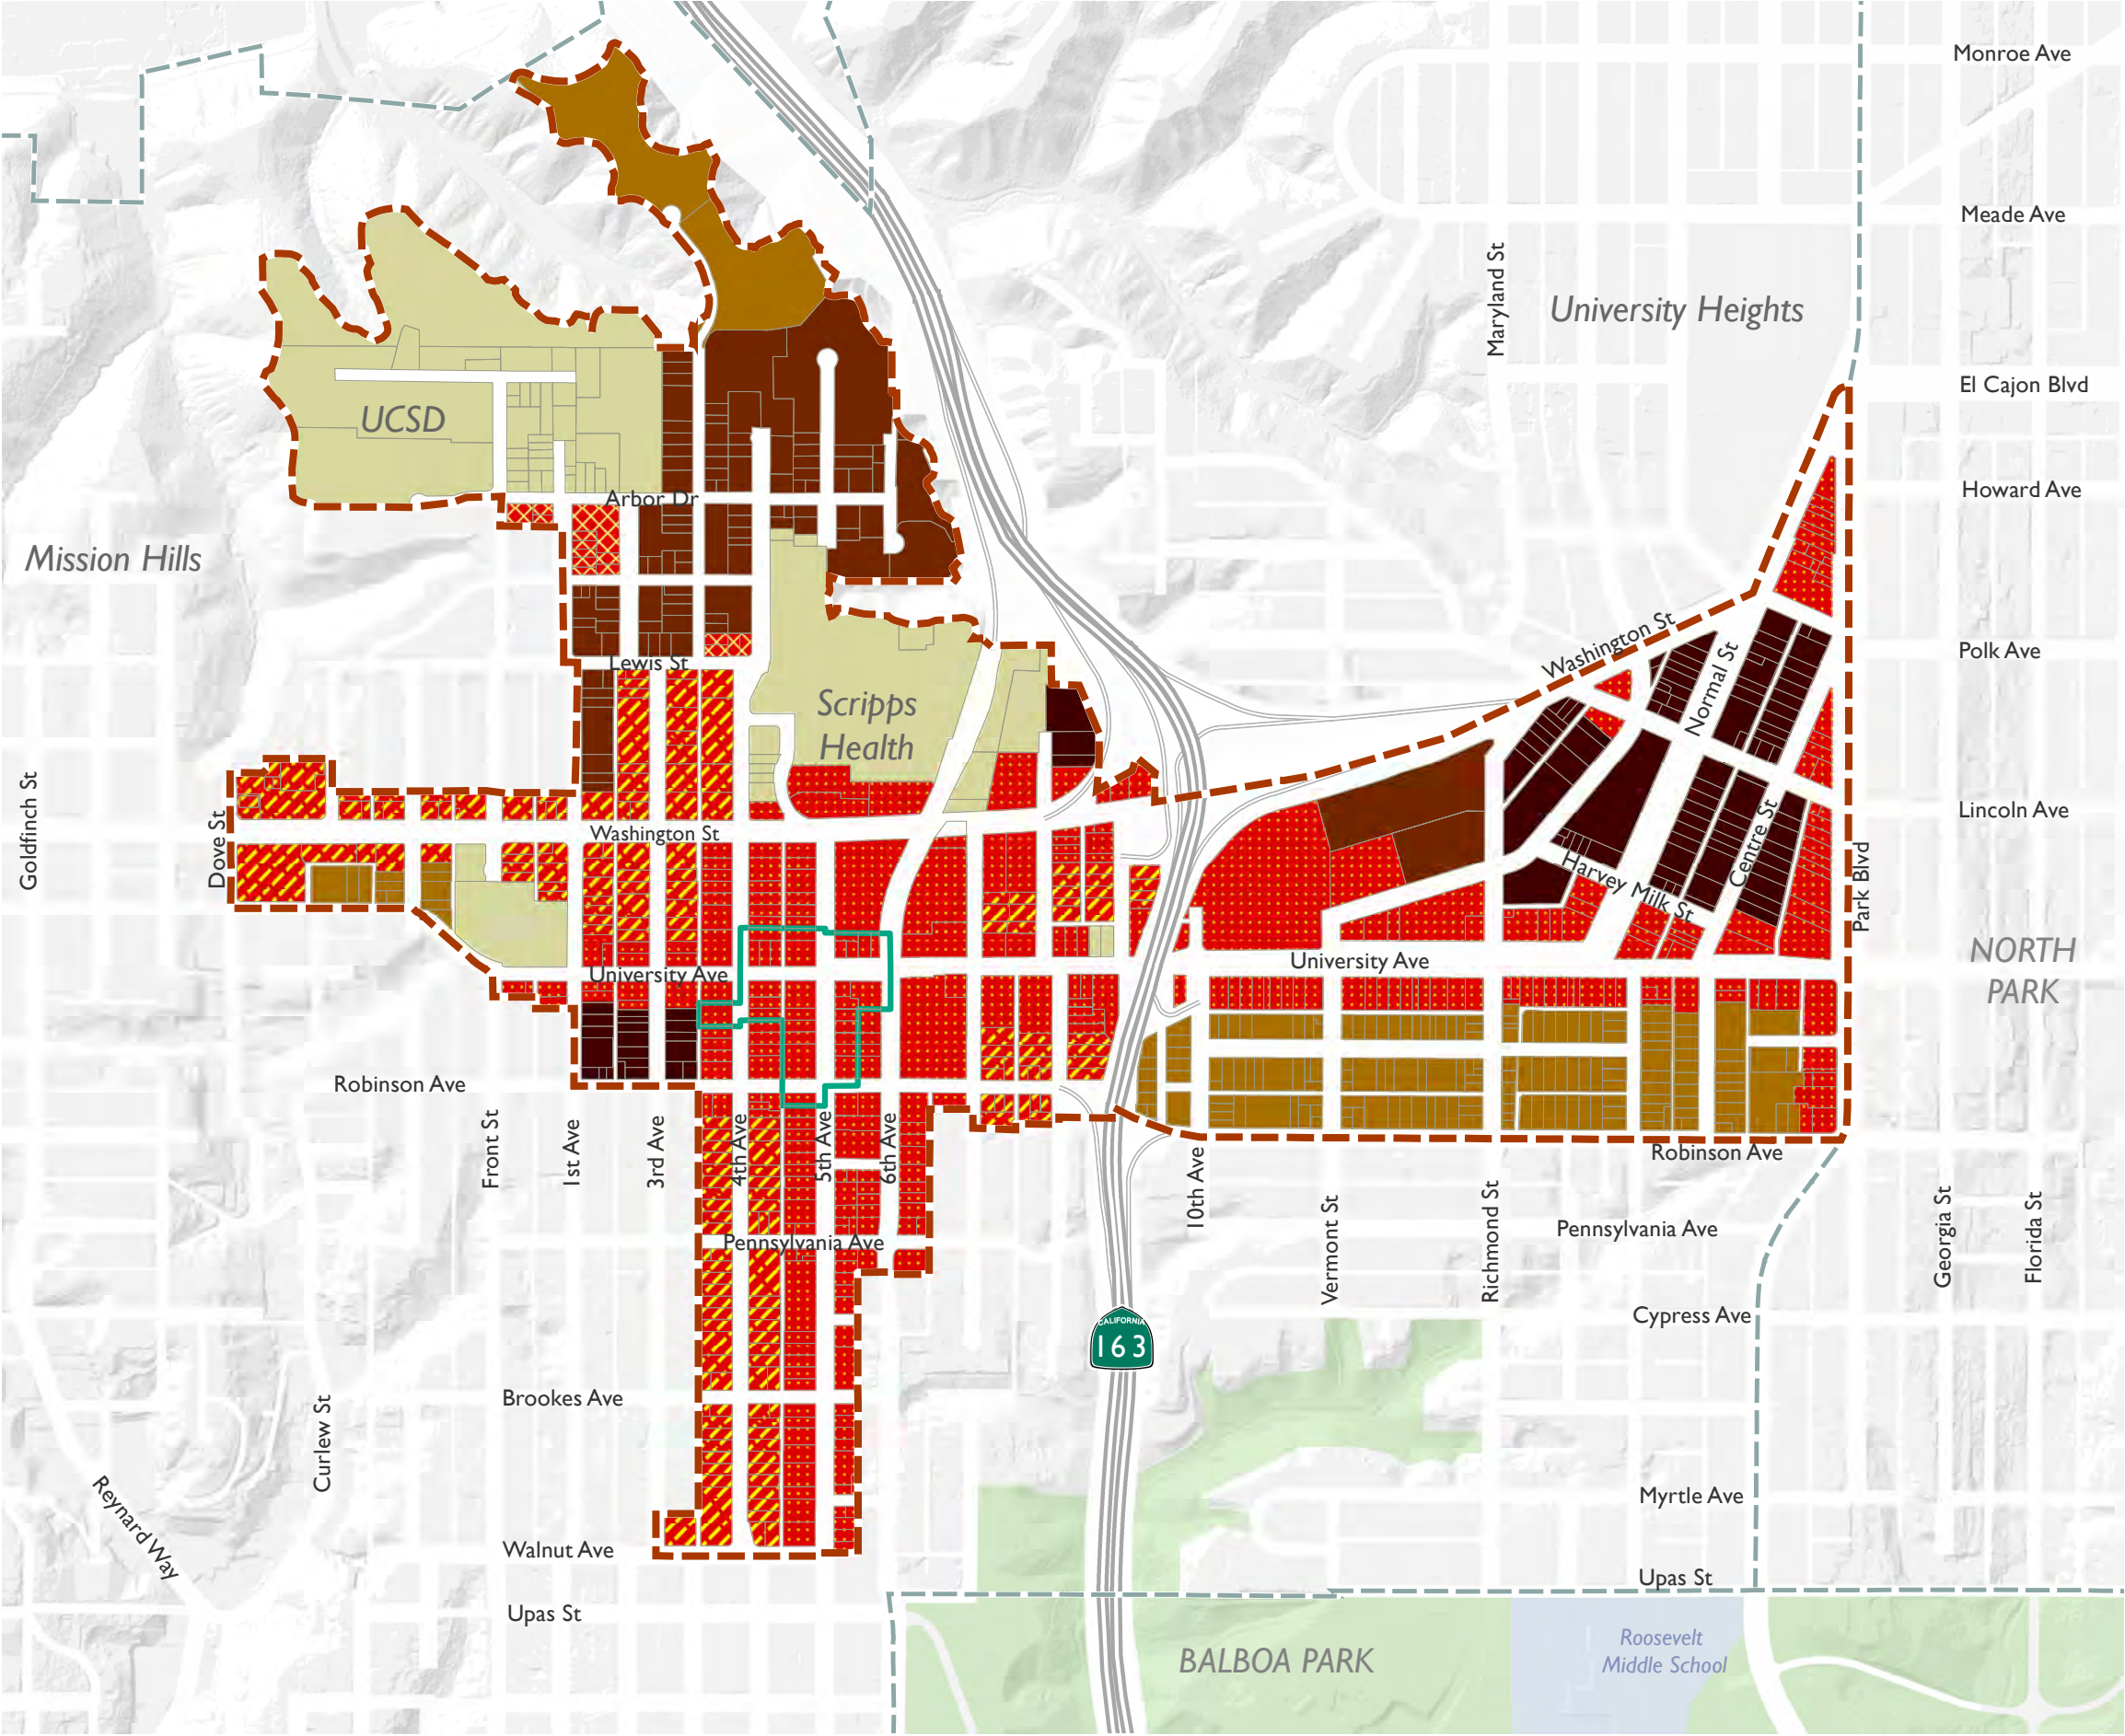 Monroe Ave
Meade Ave
Maryland St
University Heights
El Cajon Blvd
UCSD
Howard Ave
Arbor Dr
Mission Hills
Washington St
Polk Ave
Lewis St
Normal St
Scripps
Health
Goldfinch St
Dove St
Washington St
Lincoln Ave
Centre St
Harvey Milk St
Park Blvd
University Ave
University Ave
NORTH
PARK
Robinson Ave
Front St
1st Ave
3rd Ave
4th Ave
5th Ave
6th Ave
10th Ave
Vermont St
Richmond St
Robinson Ave
Pennsylvania Ave
Georgia St
Florida St
Pennsylvania Ave
CALIFORNIA
163
Cypress Ave
Brookes Ave
Curlew St
Reynard Way
Myrtle Ave
Walnut Ave
Upas St
Upas St
BALBOA PARK
Roosevelt
Middle School